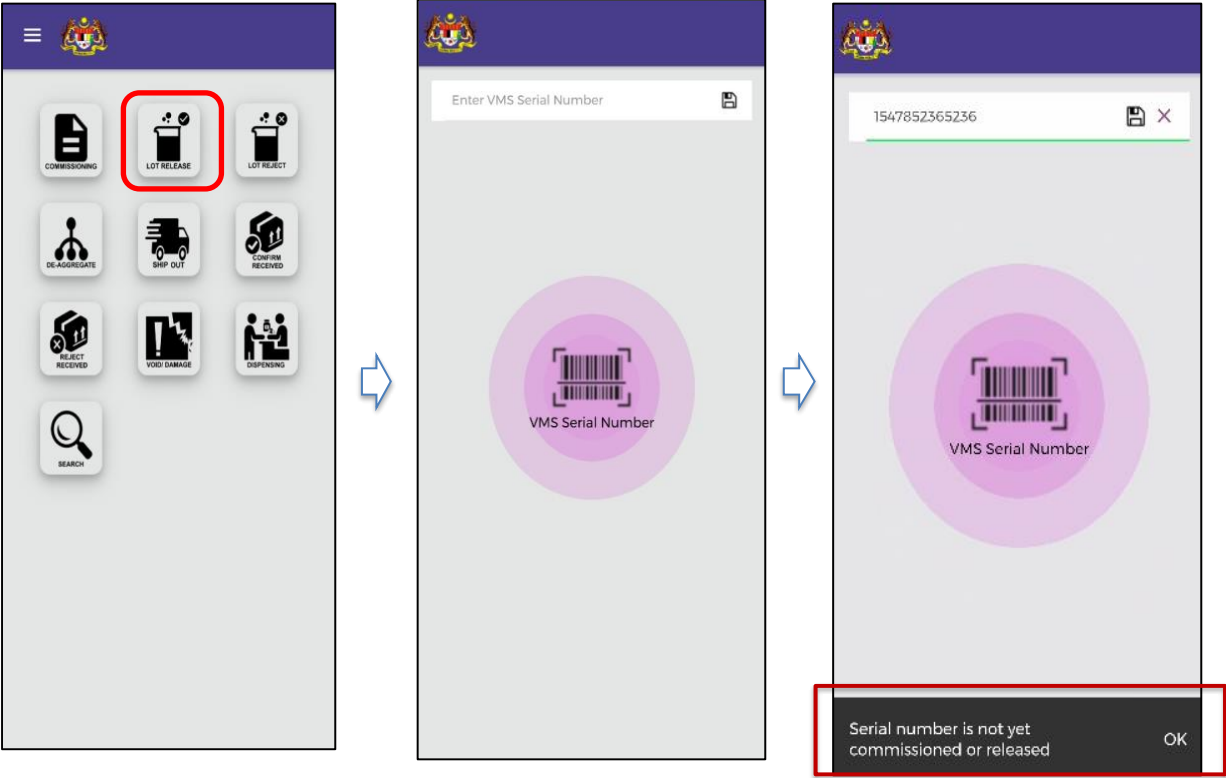 COMMISSIONING
LOT RELEASE
LOT REJECT
DE-AGGREGATE
SHIP OUT
CONFIRM
RECEIVED
REJECT
RECEIVED
VOID/ DAMAGE
DISPENSING
SEARCH
Enter VMS Serial Number
VMS Serial Number
1547852365236
VMS Serial Number
Serial number is not yet
commissioned or released
OK